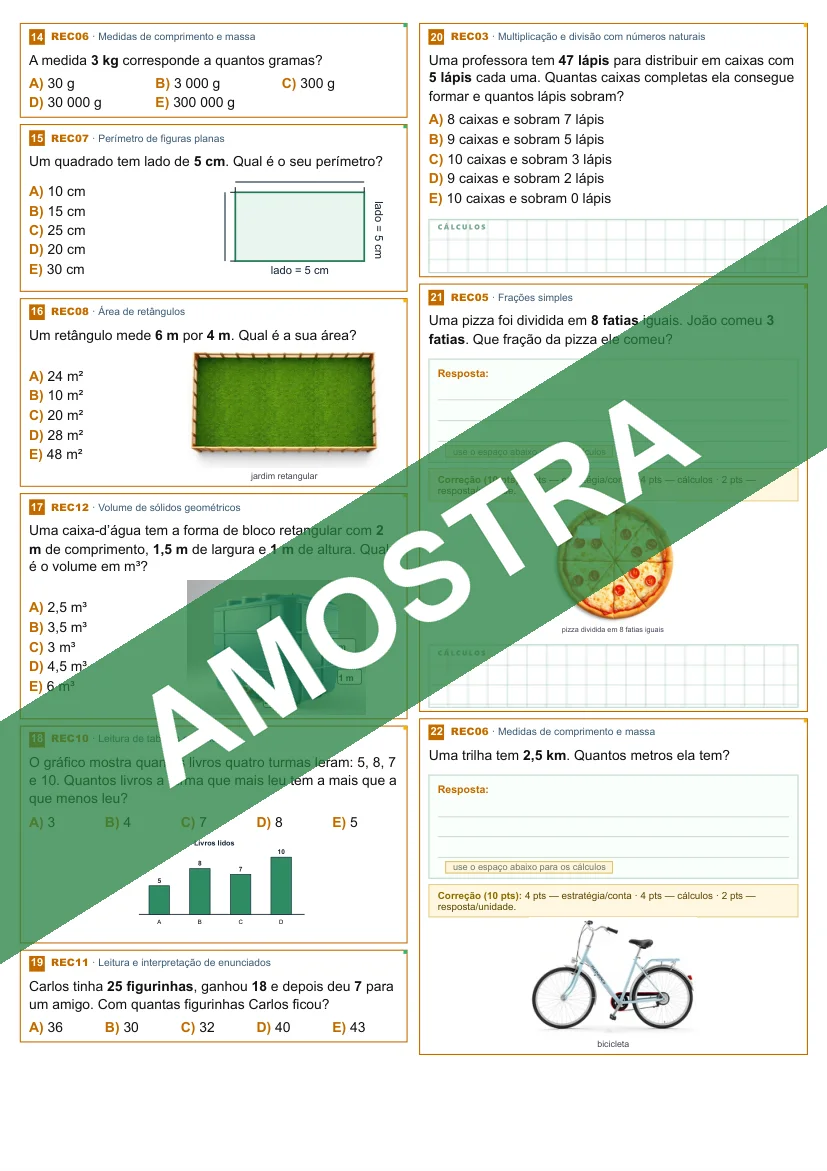 14 REC06 · Medidas de comprimento e massa
A medida 3 kg corresponde a quantos gramas?
A) 30 g B) 3 000 g C) 300 g
D) 30 000 g E) 300 000 g
15 REC07 · Perímetro de figuras planas
Um quadrado tem lado de 5 cm. Qual é o seu perímetro?
A) 10 cm
B) 15 cm
C) 25 cm
D) 20 cm
E) 30 cm
lado = 5 cm
lado = 5 cm
16 REC08 · Área de retângulos
Um retângulo mede 6 m por 4 m. Qual é a sua área?
A) 24 m²
B) 10 m²
C) 20 m²
D) 28 m²
E) 48 m²
jardim retangular
17 REC12 · Volume de sólidos geométricos
Uma caixa-d’água tem a forma de bloco retangular com 2
m de comprimento, 1,5 m de largura e 1 m de altura. Qual
é o volume em m³?
A) 2,5 m³
B) 3,5 m³
C) 3 m³
D) 4,5 m³
E) 6 m³
1 m
18 REC10 · Leitura de
O gráfico mostra livros quatro turmas leram: 5, 8, 7
e 10. Quantos livros a que mais leu tem a mais que a
que menos leu?
A) 3 B) 4 C) 7 D) 8 E) 5
Livros lidos
5 8 7 10
A B C D
19 REC11 · Leitura e interpretação de enunciados
Carlos tinha 25 figurinhas, ganhou 18 e depois deu 7 para
um amigo. Com quantas figurinhas Carlos ficou?
A) 36 B) 30 C) 32 D) 40 E) 43
20 REC03 · Multiplicação e divisão com números naturais
Uma professora tem 47 lápis para distribuir em caixas com
5 lápis cada uma. Quantas caixas completas ela consegue
formar e quantos lápis sobram?
A) 8 caixas e sobram 7 lápis
B) 9 caixas e sobram 5 lápis
C) 10 caixas e sobram 3 lápis
D) 9 caixas e sobram 2 lápis
E) 10 caixas e sobram 0 lápis
CÁLCULOS
21 REC05 · Frações simples
Uma pizza foi dividida em 8 fatias iguais. João comeu 3
fatias. Que fração da pizza ele comeu?
Resposta:
use o espaço abaixo cálculos
Correção (10 4 pts — cálculos · 2 pts —
pizza dividida em 8 fatias iguais
CÁLCULOS
22 REC06 · Medidas de comprimento e massa
Uma trilha tem 2,5 km. Quantos metros ela tem?
Resposta:
use o espaço abaixo para os cálculos
Correção (10 pts): 4 pts — estratégia/conta · 4 pts — cálculos · 2 pts —
resposta/unidade.
bicicleta
AMOSTRA